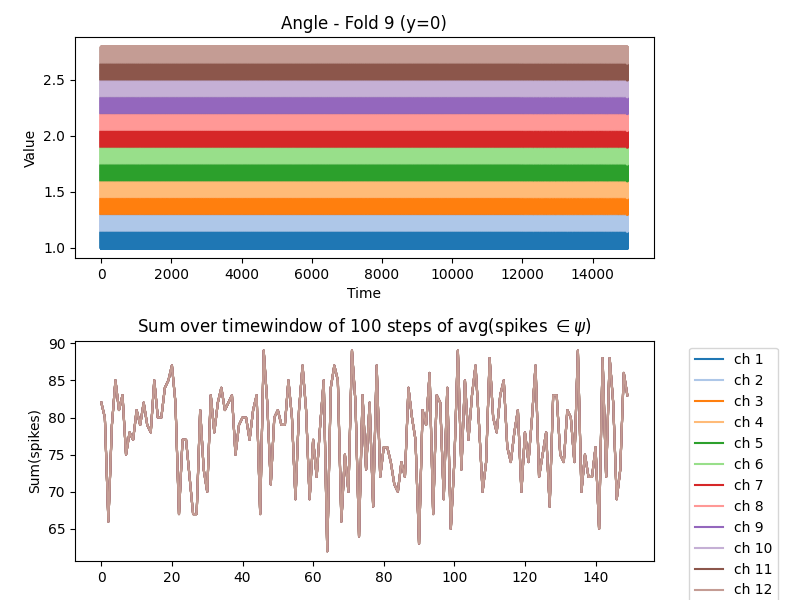 Angle - Fold 9 (y=0)
Value
2.5
2.0
1.5
1.0
0 2000 4000 6000 8000 10000 12000 14000
Time
Sum over timewindow of 100 steps of avg(spikes ∈ ψ)
Sum(spikes)
90
85
80
75
70
65
0 20 40 60 80 100 120 140
ch 1
ch 2
ch 3
ch 4
ch 5
ch 6
ch 7
ch 8
ch 9
ch 10
ch 11
ch 12